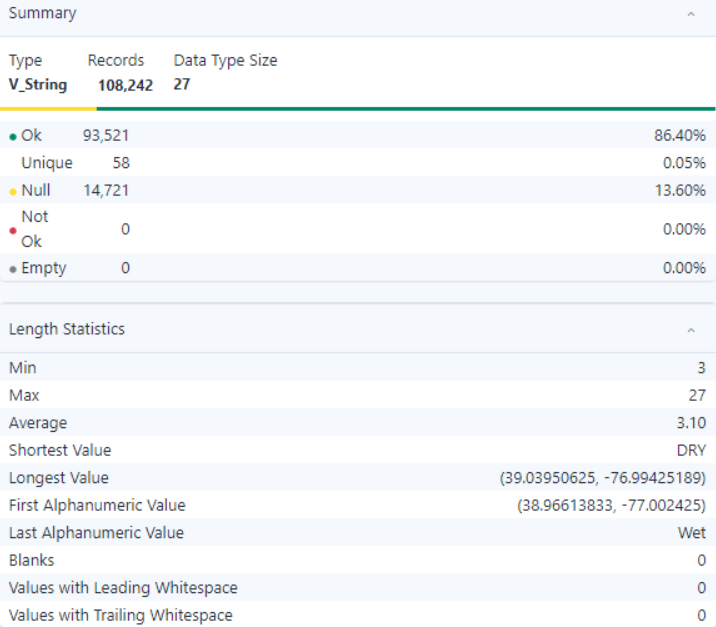 Summary
Type Records Data Type Size
V_String 108,242 27
Ok 93,521 86.40%
Unique 58 0.05%
Null 14,721 13.60%
Not
Ok 0 0.00%
Empty 0 0.00%
Length Statistics
Min 3
Max 27
Average 3.10
Shortest Value DRY
Longest Value (39.03950625, -76.99425189)
First Alphanumeric Value (38.96613833, -77.002425)
Last Alphanumeric Value Wet
Blanks 0
Values with Leading Whitespace 0
Values with Trailing Whitespace 0